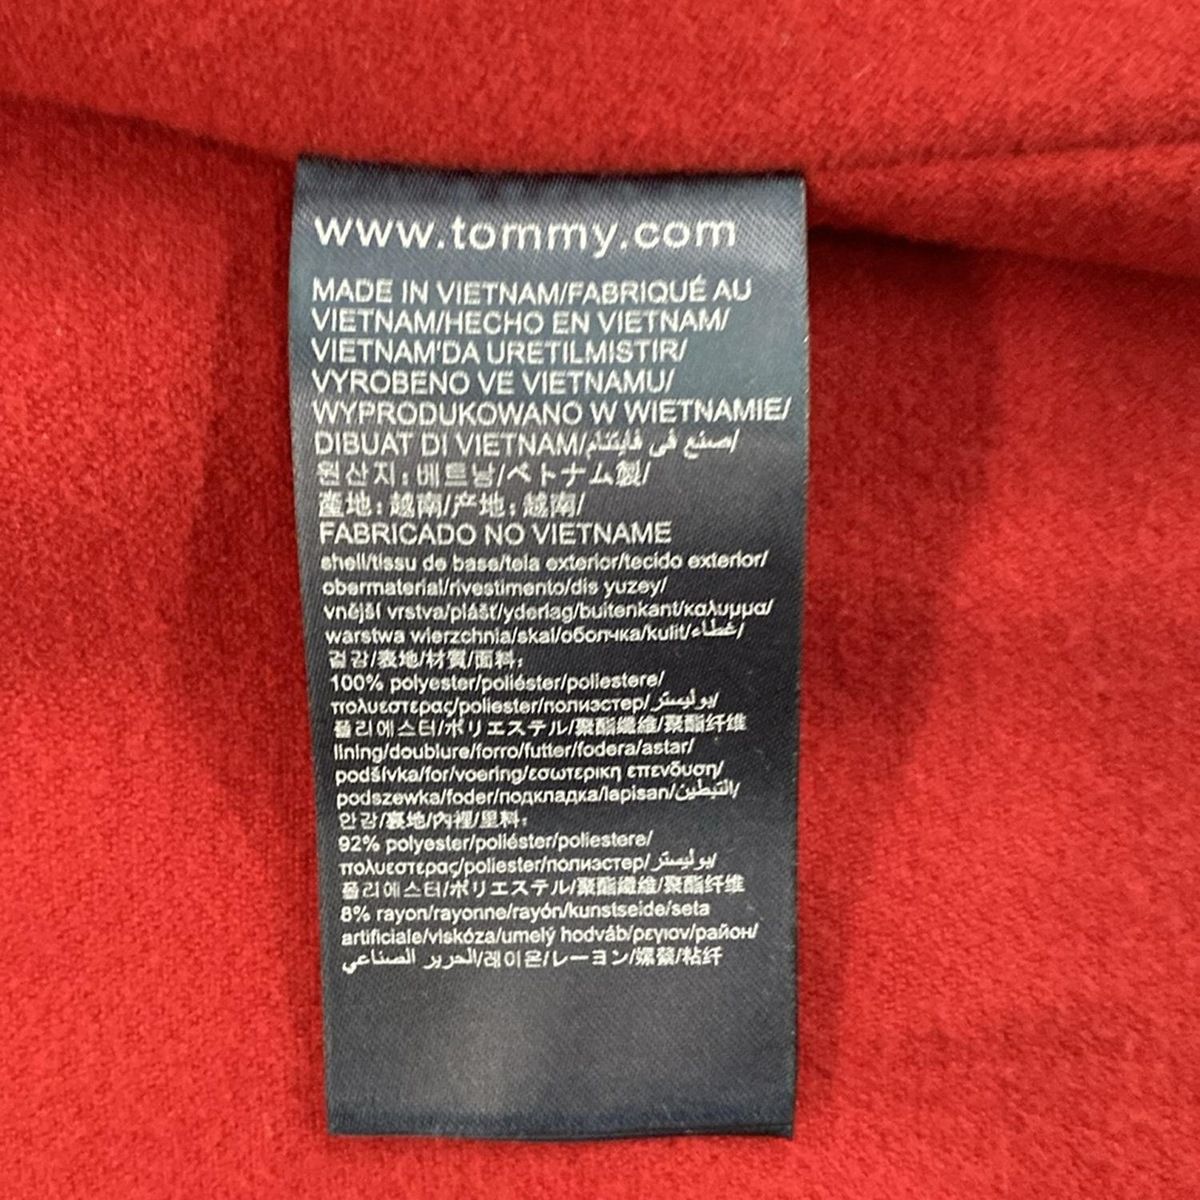 www.tommy.com
MADE IN VIETNAM/FABRIQUÉ AU
VIETNAM/HECHO EN VIETNAM/
VIETNAM'DA URETILMISTIR/
VYROBENO VE VIETNAMU/
WYPRODUKOWANO W WIETNAMIE/
DIBUAT DI VIETNAM/صنع في فايتنام/
원산지:베트남/ベトナム製/
產地:越南/产地:越南/
FABRICADO NO VIETNAME
shell/tissu de base/tela exterior/tecido exterior/
obermaterial/rivestimento/dis yuzey/
vnější vrstva/plášť/yderlag/buitenkant/καλυμμα/
warstwa wierzchnia/skal/оболчка/kulit/غطاء/
겉감/表地/材質/面料:
100% polyester/poliéster/poliestere/
πολυεστερας/poliester/полиэстер/بوليستر/
폴리에스터/ポリエステル/聚酯纖維/聚酯纤维
lining/doublure/forro/futter/fodera/astar/
podšívka/for/voering/εσωτερικη επενδυση/
podszewka/foder/подкладка/lapisan/التبطين/
안감/裏地/內裡/里料:
92% polyester/poliéster/poliestere/
πολυεστερας/poliester/полиэстер/بوليستر/
폴리에스터/ポリエステル/聚酯纖維/聚酯纤维
8% rayon/rayonne/rayón/kunstseide/seta
artificiale/viskóza/umelý hodváb/ρεγιον/район/
الحرير الصناعي/레이온/レーヨン/嫘縈/粘纤